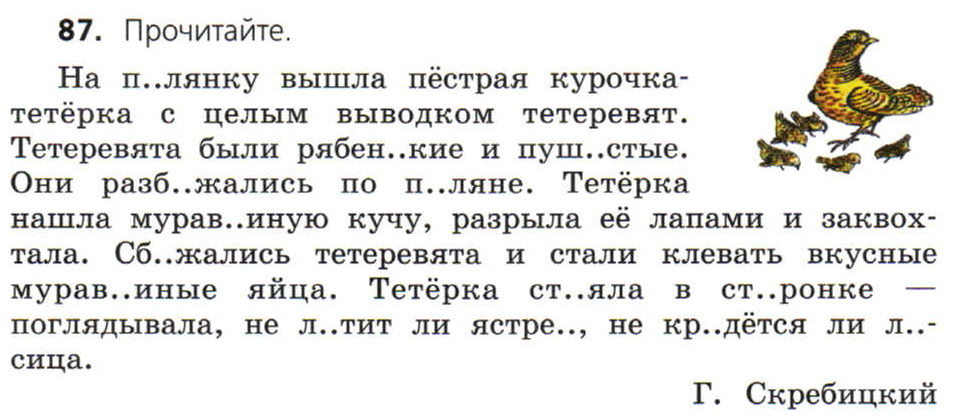 87. Прочитайте.
На п..лянку вышла пёстрая курочка-
тетёрка с целым выводком тетеревят.
Тетеревята были рябен..кие и пуш..стые.
Они разб..жались по п..ляне. Тетёрка
нашла мурав..иную кучу, разрыла её лапами и заквох-
тала. Сб..жались тетеревята и стали клевать вкусные
мурав..иные яйца. Тетёрка ст..яла в ст..ронке —
поглядывала, не л..тит ли ястре.., не кр..дётся ли л..-
сица.
Г. Скребицкий